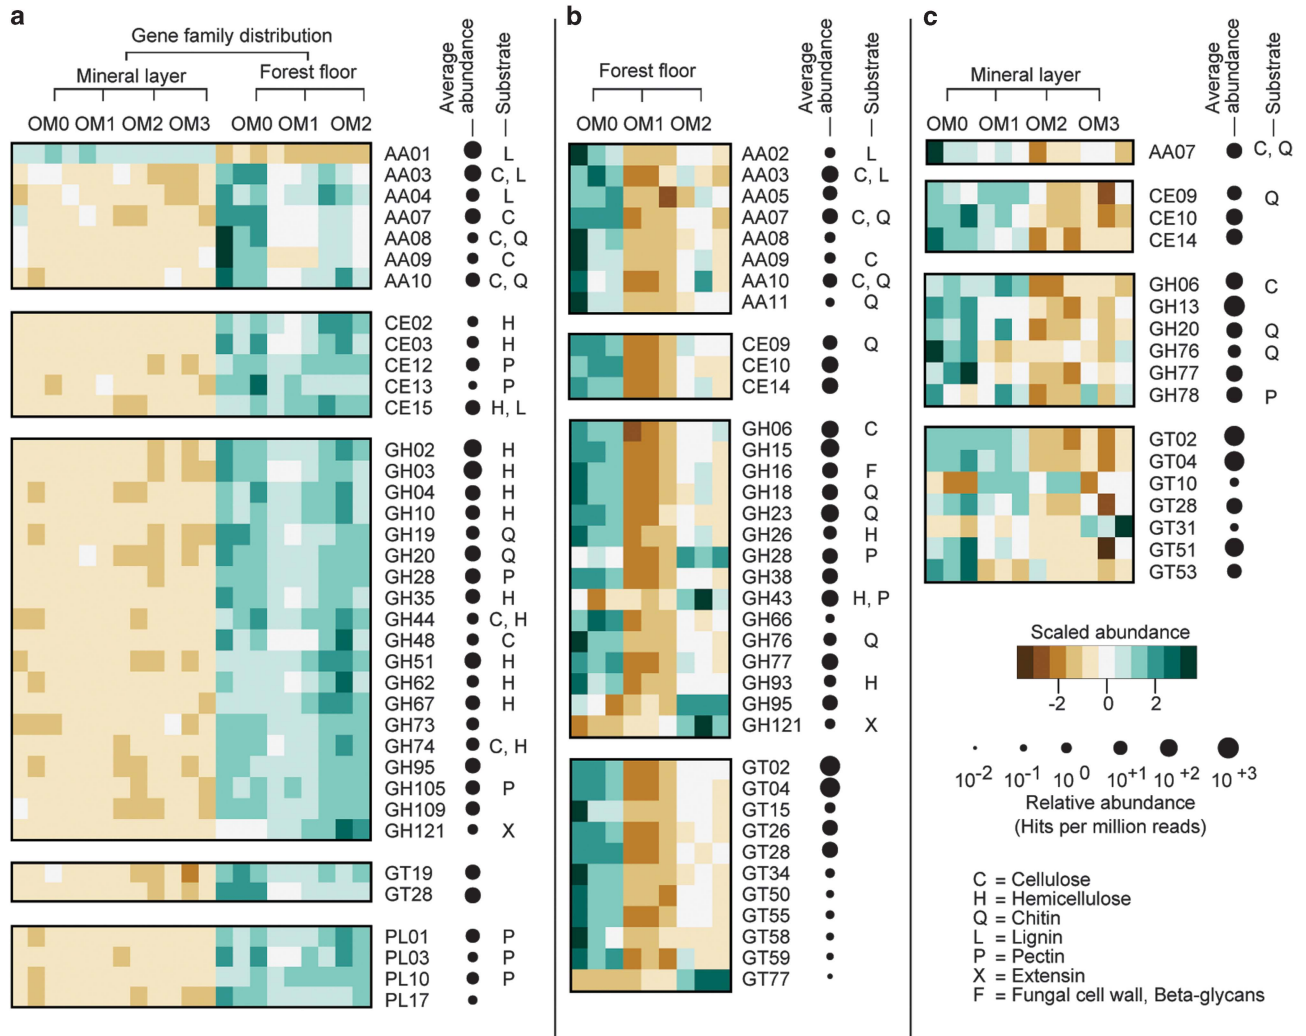 a
Gene family distribution
Mineral layer
Forest floor
OM0 OM1 OM2 OM3
OM0 OM1 OM2
Average abundance
Substrate
AA01 L
AA03 C, L
AA04 L
AA07 C
AA08 C, Q
AA09 C
AA10 C, Q
CE02 H
CE03 H
CE12 P
CE13 P
CE15 H, L
GH02 H
GH03 H
GH04 H
GH10 H
GH19 Q
GH20 Q
GH28 P
GH35 H
GH44 C, H
GH48 C
GH51 H
GH62 H
GH67 H
GH73
GH74 C, H
GH95
GH105 P
GH109
GH121 X
GT19
GT28
PL01 P
PL03 P
PL10 P
PL17
b
Forest floor
OM0 OM1 OM2
Average abundance
Substrate
AA02 L
AA03 C, L
AA05
AA07 C, Q
AA08
AA09 C
AA10 C, Q
AA11 Q
CE09 Q
CE10
CE14
GH06 C
GH15
GH16 F
GH18 Q
GH23 Q
GH26 H
GH28 P
GH38
GH43 H, P
GH66
GH76 Q
GH77
GH93 H
GH95
GH121 X
GT02
GT04
GT15
GT26
GT28
GT34
GT50
GT55
GT58
GT59
GT77
c
Mineral layer
OM0 OM1 OM2 OM3
Average abundance
Substrate
AA07 C, Q
CE09 Q
CE10
CE14
GH06 C
GH13
GH20 Q
GH76 Q
GH77
GH78 P
GT02
GT04
GT10
GT28
GT31
GT51
GT53
Scaled abundance
-2 0 2
10-2 10-1 10 0 10+1 10+2 10+3
Relative abundance
(Hits per million reads)
C = Cellulose
H = Hemicellulose
Q = Chitin
L = Lignin
P = Pectin
X = Extensin
F = Fungal cell wall, Beta-glycans